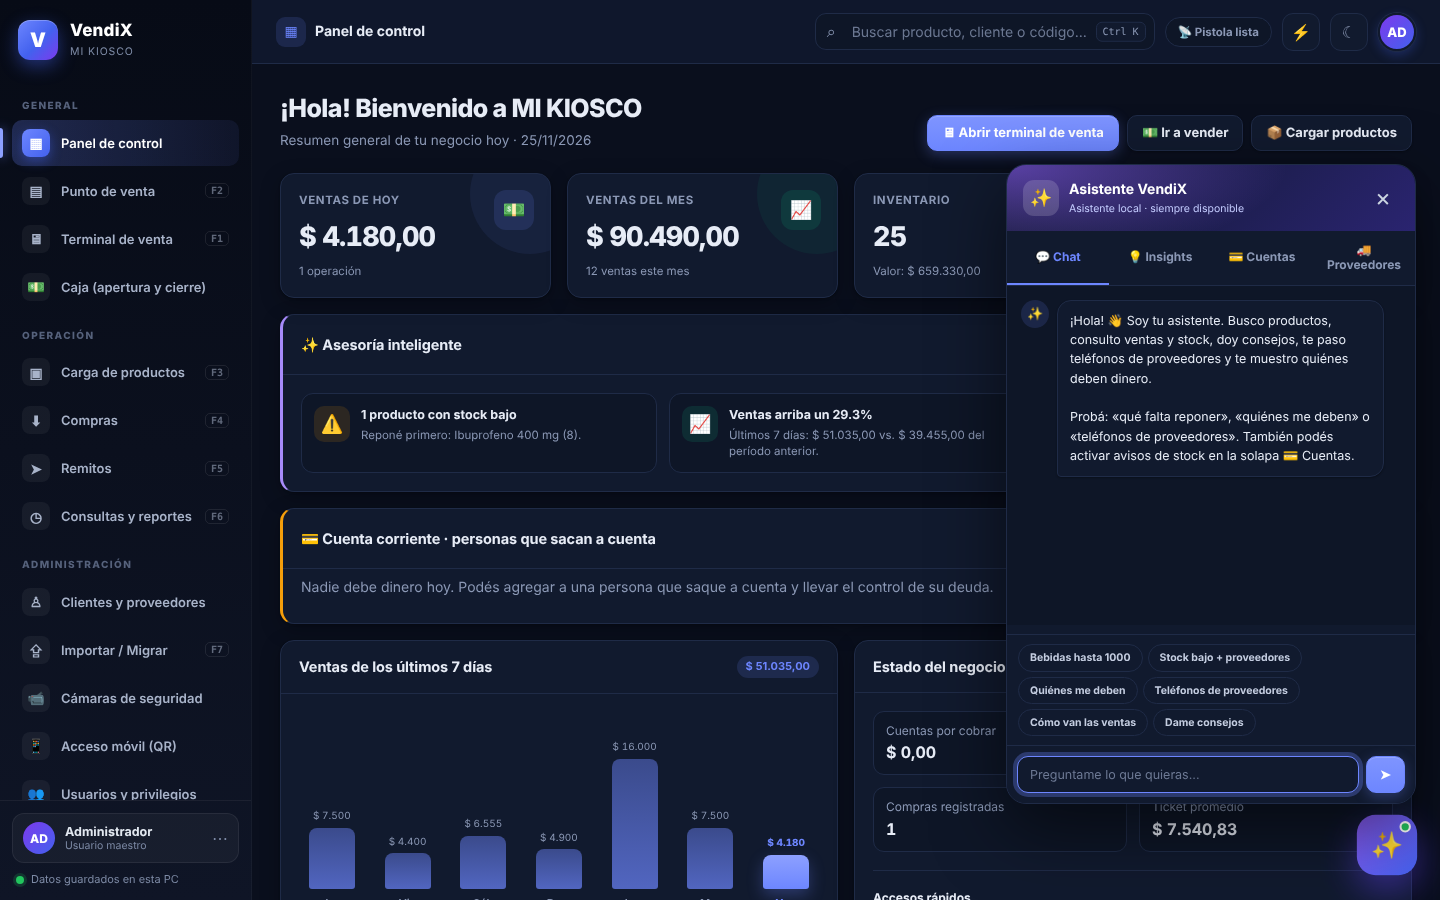 V
VendiX
MI KIOSCO
GENERAL
Panel de control
Punto de venta F2
Terminal de venta F1
Caja (apertura y cierre)
OPERACIÓN
Carga de productos F3
Compras F4
Remitos F5
Consultas y reportes F6
ADMINISTRACIÓN
Clientes y proveedores
Importar / Migrar F7
Cámaras de seguridad
Acceso móvil (QR)
Usuarios y privilegios
AD
Administrador
Usuario maestro
Datos guardados en esta PC
Panel de control
Buscar producto, cliente o código... Ctrl K
Pistola lista
AD
¡Hola! Bienvenido a MI KIOSCO
Resumen general de tu negocio hoy · 25/11/2026
Abrir terminal de venta
Ir a vender
Cargar productos
VENTAS DE HOY
$ 4.180,00
1 operación
VENTAS DEL MES
$ 90.490,00
12 ventas este mes
INVENTARIO
25
Valor: $ 659.330,00
✨ Asesoría inteligente
1 producto con stock bajo
Reponé primero: Ibuprofeno 400 mg (8).
Ventas arriba un 29.3%
Últimos 7 días: $ 51.035,00 vs. $ 39.455,00 del
período anterior.
💳 Cuenta corriente · personas que sacan a cuenta
Nadie debe dinero hoy. Podés agregar a una persona que saque a cuenta y llevar el control de su deuda.
Ventas de los últimos 7 días
$ 51.035,00
$ 7.500
$ 4.400
$ 6.555
$ 4.900
$ 16.000
$ 7.500
$ 4.180
Estado del negocio
Cuentas por cobrar
$ 0,00
Compras registradas
1
Ticket promedio
$ 7.540,83
Accesos rápidos
Asistente VendiX
Asistente local · siempre disponible
💬 Chat
💡 Insights
💳 Cuentas
🚚 Proveedores
¡Hola! 👋 Soy tu asistente. Busco productos,
consulto ventas y stock, doy consejos, te paso
teléfonos de proveedores y te muestro quiénes
deben dinero.
Probá: «qué falta reponer», «quiénes me deben» o
«teléfonos de proveedores». También podés
activar avisos de stock en la solapa 💳 Cuentas.
Bebidas hasta 1000
Stock bajo + proveedores
Quiénes me deben
Teléfonos de proveedores
Cómo van las ventas
Dame consejos
Preguntame lo que quieras...